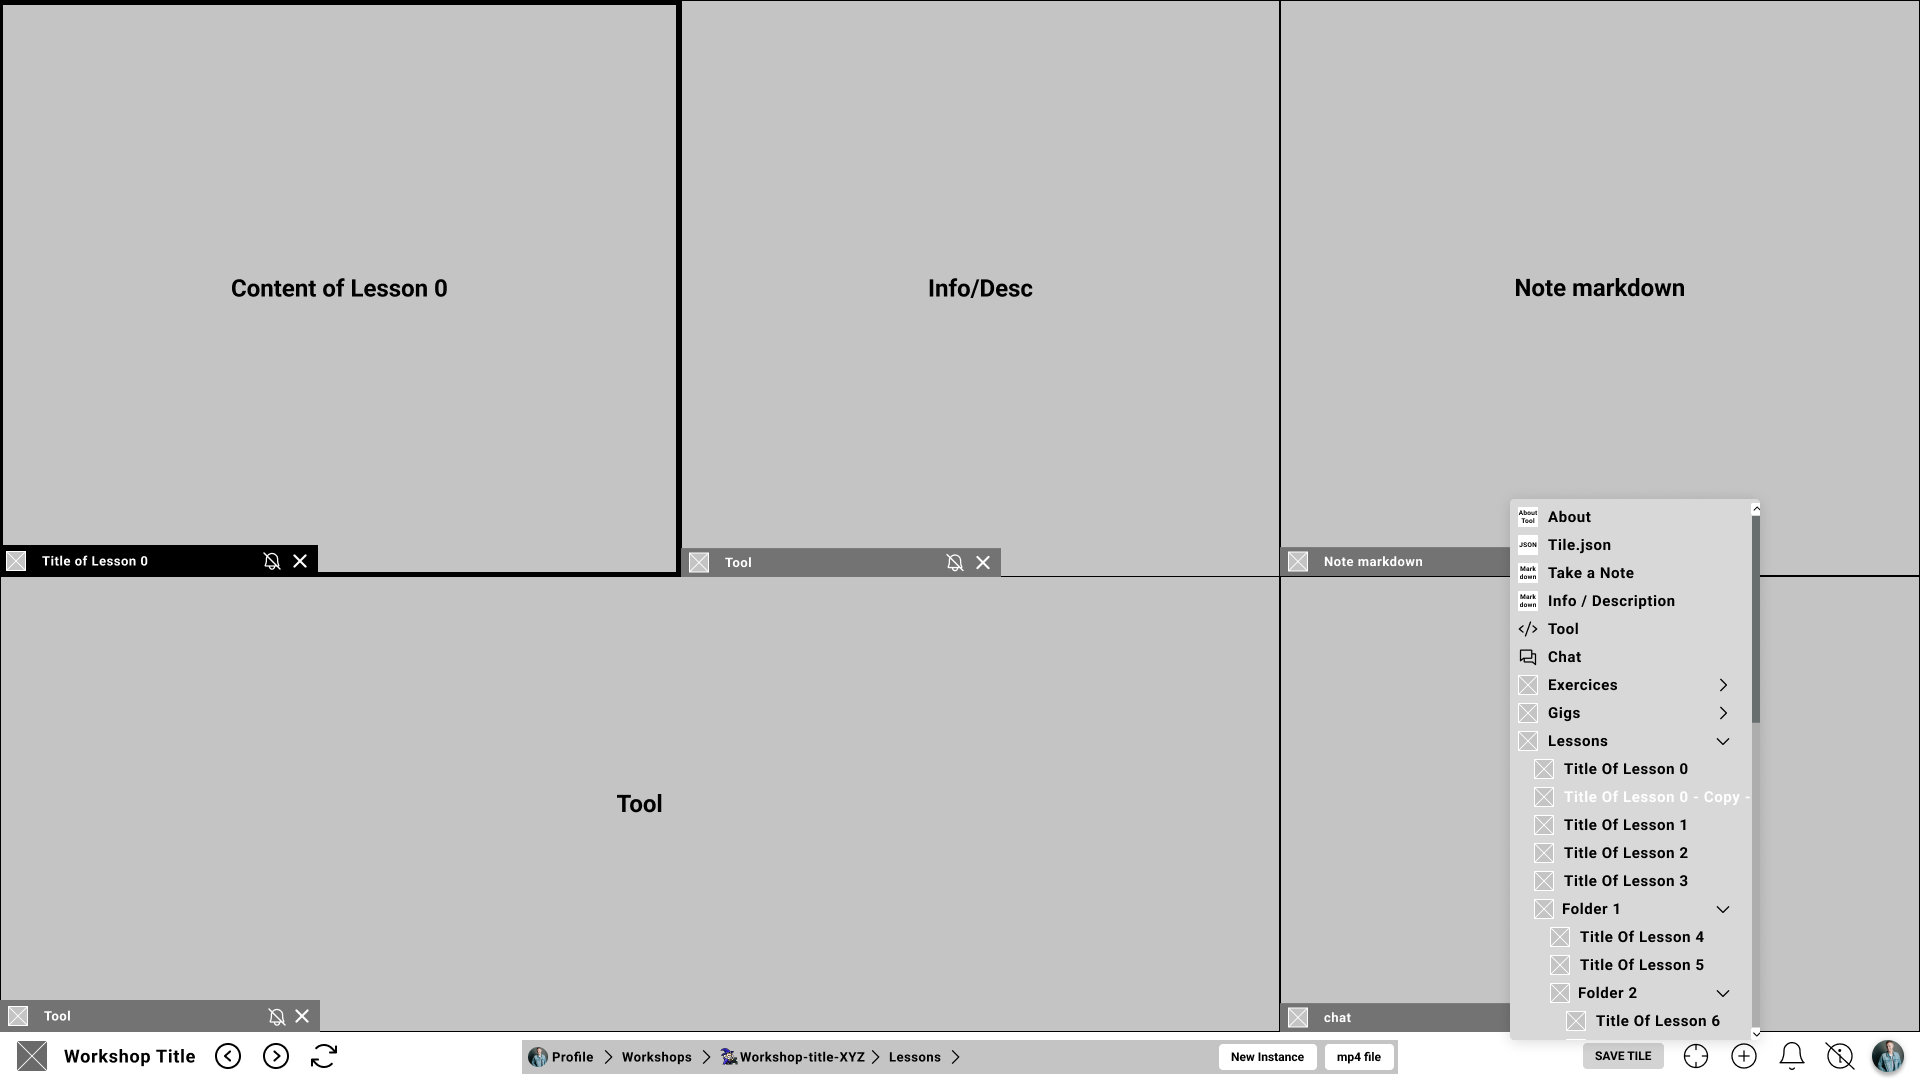 Content of Lesson 0
Info/Desc
Note markdown
Title of Lesson 0
Tool
Note markdown
About
Tool
About
JSON
Tile.json
Mark
down
Take a Note
Mark
down
Info / Description
</> Tool
Chat
Exercices
Gigs
Lessons
Title Of Lesson 0
Title Of Lesson 0 - Copy -
Title Of Lesson 1
Title Of Lesson 2
Title Of Lesson 3
Folder 1
Title Of Lesson 4
Title Of Lesson 5
Folder 2
Title Of Lesson 6
Tool
Tool
chat
Workshop Title
Profile
Workshops
Workshop-title-XYZ
Lessons
New Instance
mp4 file
SAVE TILE